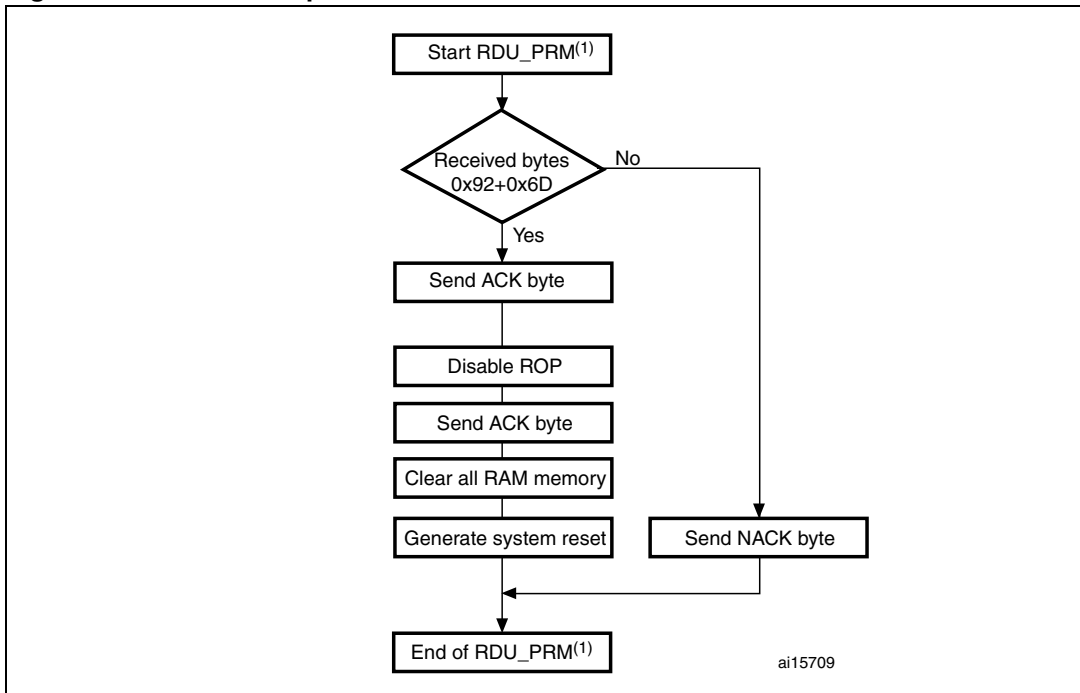 Start RDU_PRM(1)
Received bytes
0x92+0x6D
No
Yes
Send ACK byte
Disable ROP
Send ACK byte
Clear all RAM memory
Generate system reset
Send NACK byte
End of RDU_PRM(1)
ai15709